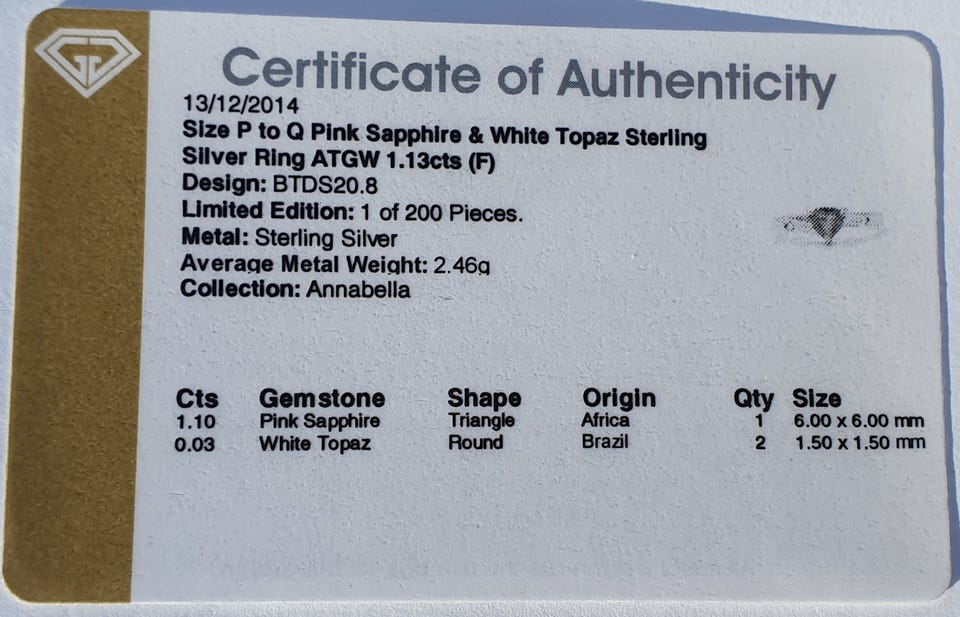 Certificate of Authenticity
13/12/2014
Size P to Q Pink Sapphire & White Topaz Sterling
Silver Ring ATGW 1.13cts (F)
Design: BTDS20.8
Limited Edition: 1 of 200 Pieces.
Metal: Sterling Silver
Average Metal Weight: 2.46g
Collection: Annabella
Cts Gemstone Shape Origin Qty Size
1.10 Pink Sapphire Triangle Africa 1 6.00 x 6.00 mm
0.03 White Topaz Round Brazil 2 1.50 x 1.50 mm